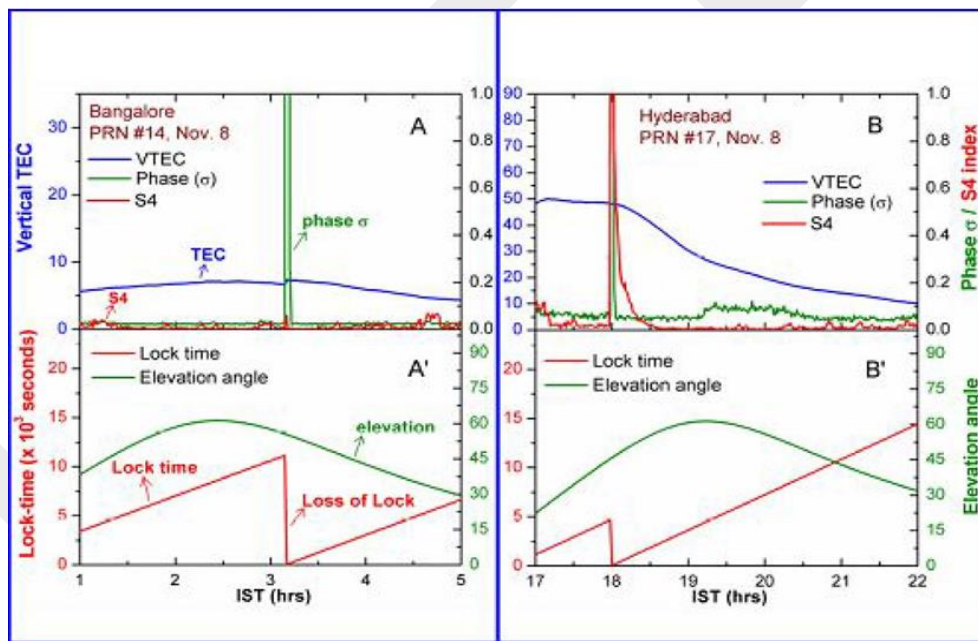 Bangalore
PRN #14, Nov. 8
A
VTEC
Phase (σ)
S4
phase σ
TEC
S4
Vertical TEC
30
20
10
0
1.0
0.8
0.6
0.4
0.2
0.0
Hyderabad
PRN #17, Nov. 8
B
VTEC
Phase (σ)
S4
90
80
70
60
50
40
30
20
10
0
1.0
0.8
0.6
0.4
0.2
0.0
Phase σ / S4 index
Lock time
Elevation angle
A'
elevation
Lock time
Loss of Lock
Lock-time (x 10³ seconds)
20
15
10
5
0
90
75
60
45
30
15
0
1 2 3 4 5
IST (hrs)
Lock time
Elevation angle
B'
20
15
10
5
0
90
75
60
45
30
15
0
Elevation angle
17 18 19 20 21 22
IST (hrs)